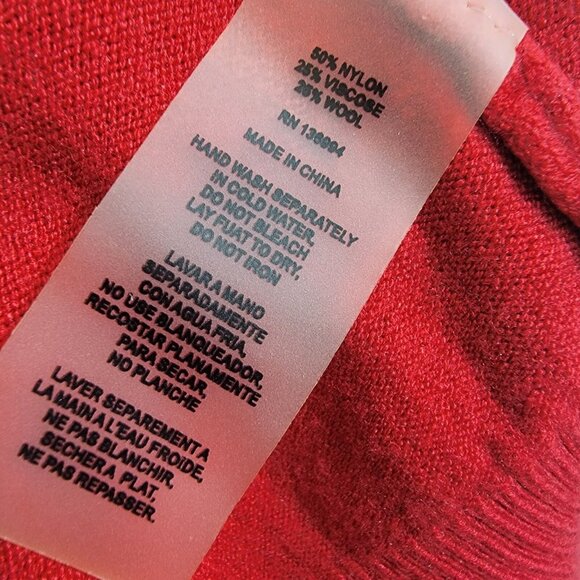 50% NYLON
25% VISCOSE
25% WOOL
RN 139994
MADE IN CHINA
HAND WASH SEPARATELY
IN COLD WATER,
DO NOT BLEACH
LAY FUAT TO DRY,
DO NOT IRON
LAVAR A MANO
SEPARADAMENTE
CON AGUA FRIA,
NO USE BLANQUEADOR,
RECOSTAR PLANAMENTE
PARA SECAR,
NO PLANCHE
LAVER SEPAREMENT A
LA MAIN A L'EAU FROIDE,
NE PAS BLANCHIR,
SECHER A PLAT,
NE PAS REPASSER.